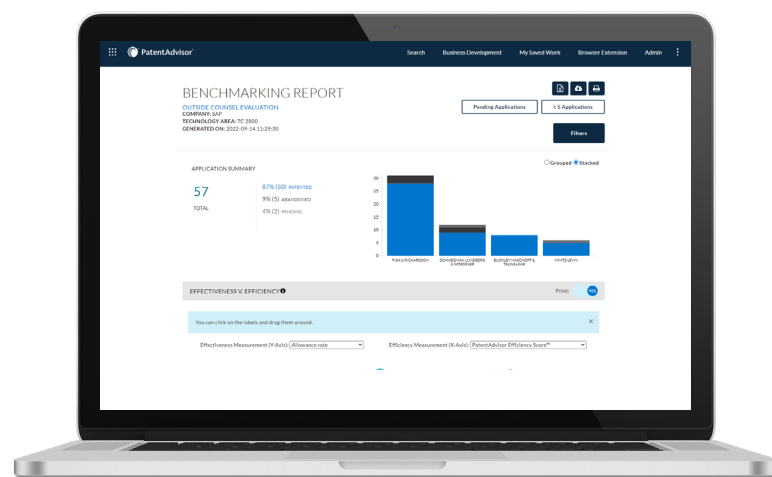 PatentAdvisor®
Search Business Development My Saved Work Browser Extension Admin
BENCHMARKING REPORT
OUTSIDE COUNSEL EVALUATION
COMPANY: SAP
TECHNOLOGY AREA: TC 2800
GENERATED ON: 2022-09-14 11:29:30
Pending Applications
≥ 5 Applications
Filters
Grouped Stacked
APPLICATION SUMMARY
57
TOTAL
87% (50) PATENTED
9% (5) ABANDONED
4% (2) PENDING
30
25
20
15
10
5
0
FISH & RICHARDSON
SCHWEGMAN LUNDBERG
& WOESSNER
BUCKLEY MASCHOFF &
TALWALKAR
MINTZ LEVIN
EFFECTIVENESS V. EFFICIENCY
Print: YES
You can click on the labels and drag them around.
Effectiveness Measurement (Y-Axis): Allowance rate
Efficiency Measurement (X-Axis): PatentAdvisor Efficiency Score™